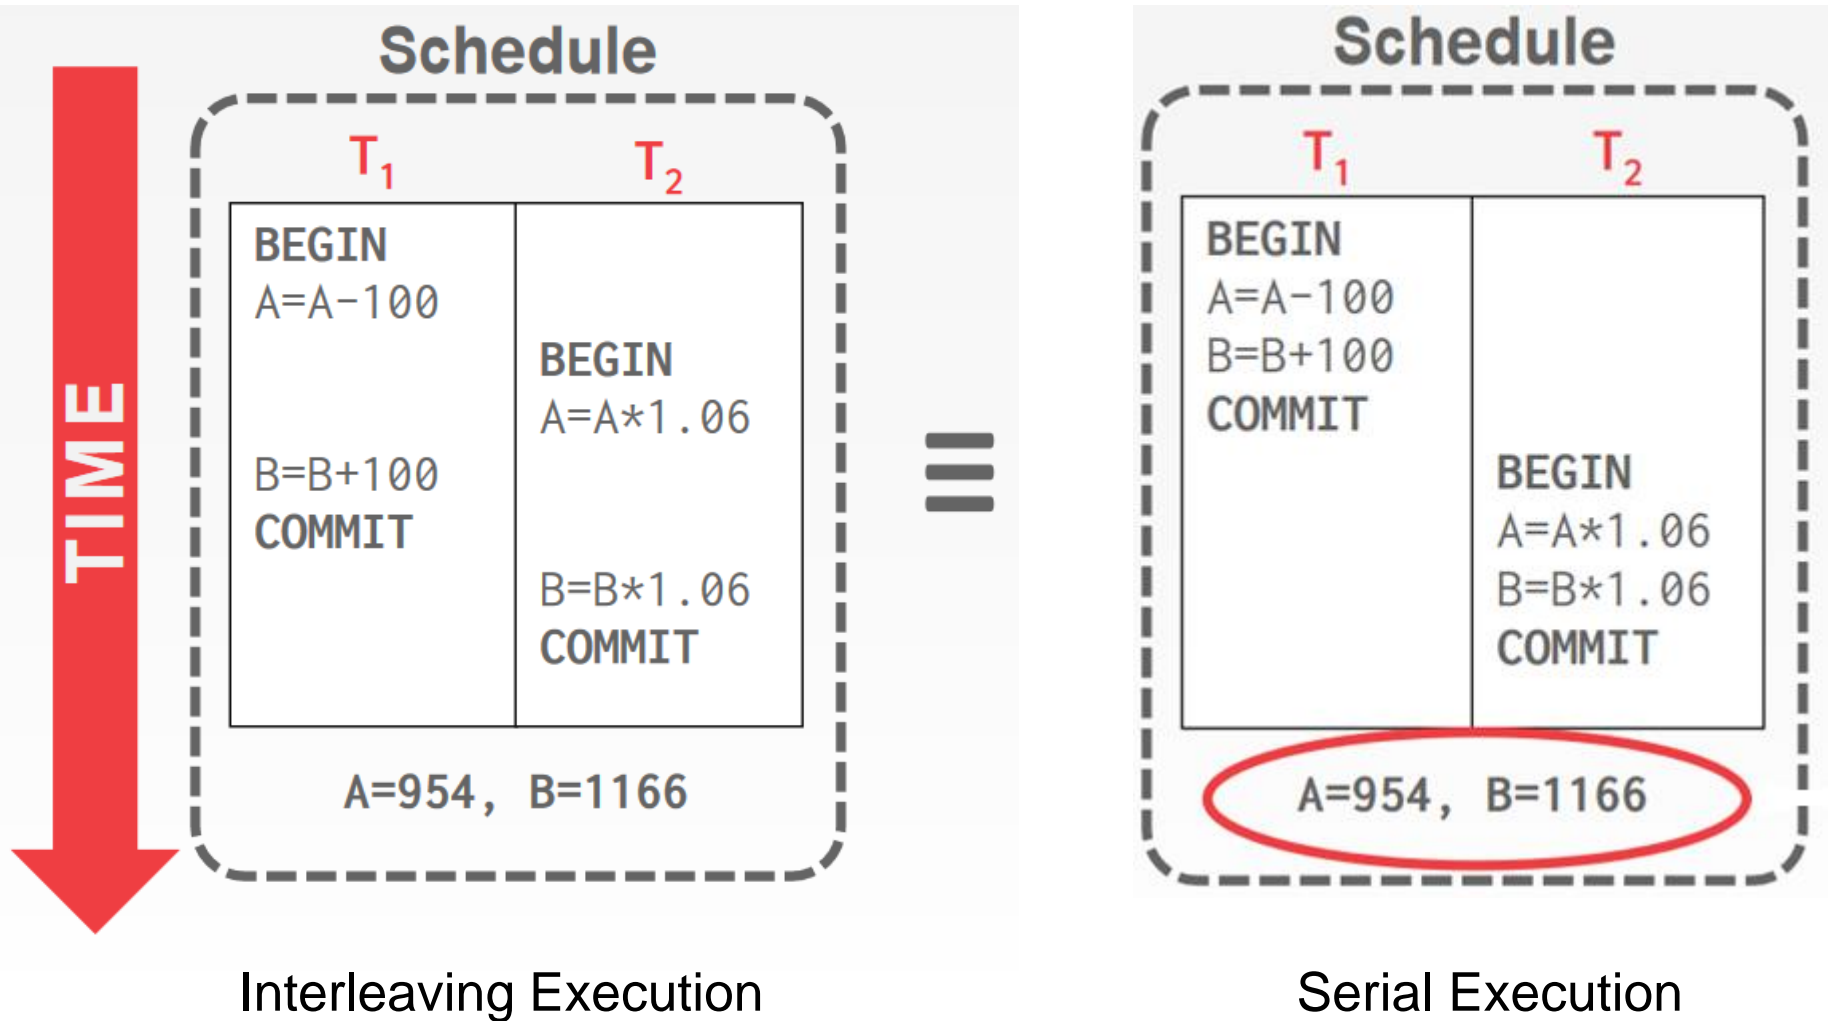 Schedule
TIME
T₁ T₂
BEGIN
A=A-100
BEGIN
A=A*1.06
B=B+100
COMMIT
B=B*1.06
COMMIT
A=954, B=1166
Interleaving Execution
≡
Schedule
T₁ T₂
BEGIN
A=A-100
B=B+100
COMMIT
BEGIN
A=A*1.06
B=B*1.06
COMMIT
A=954, B=1166
Serial Execution